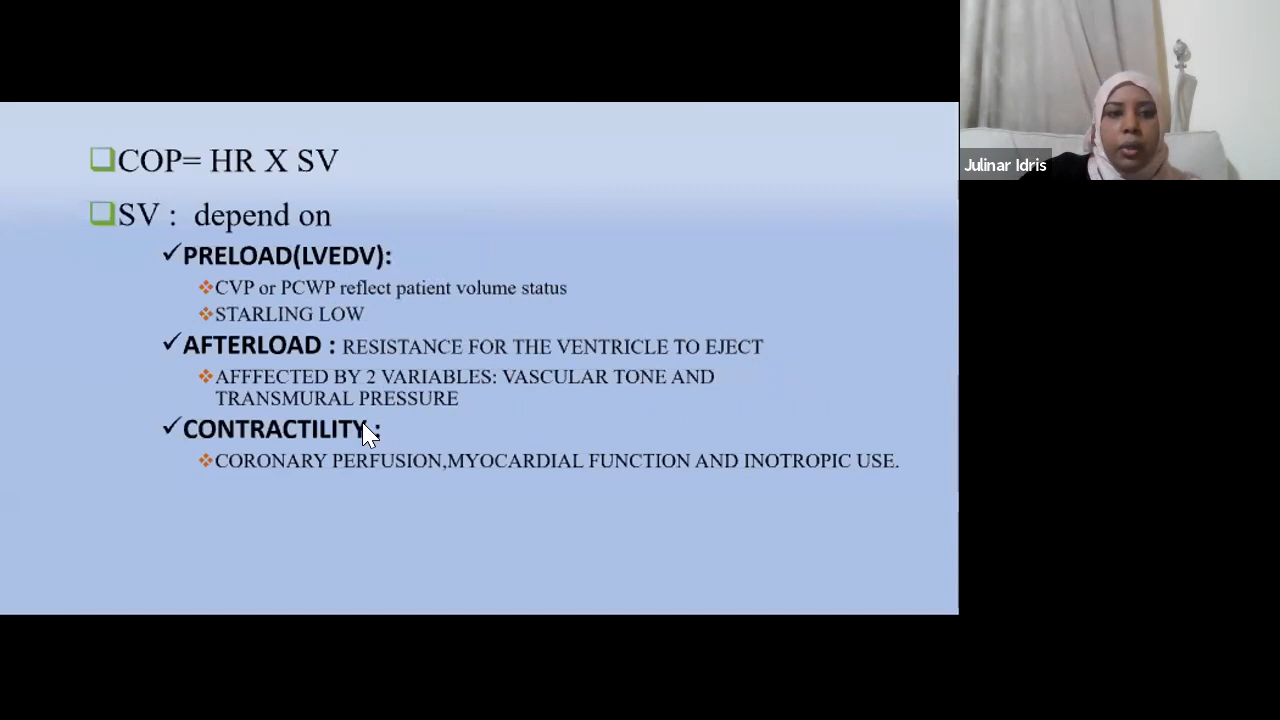 COP= HR X SV
SV : depend on
PRELOAD(LVEDV):
CVP or PCWP reflect patient volume status
STARLING LOW
AFTERLOAD : RESISTANCE FOR THE VENTRICLE TO EJECT
AFFFECTED BY 2 VARIABLES: VASCULAR TONE AND
TRANSMURAL PRESSURE
CONTRACTILITY :
CORONARY PERFUSION,MYOCARDIAL FUNCTION AND INOTROPIC USE.
Julinar Idris